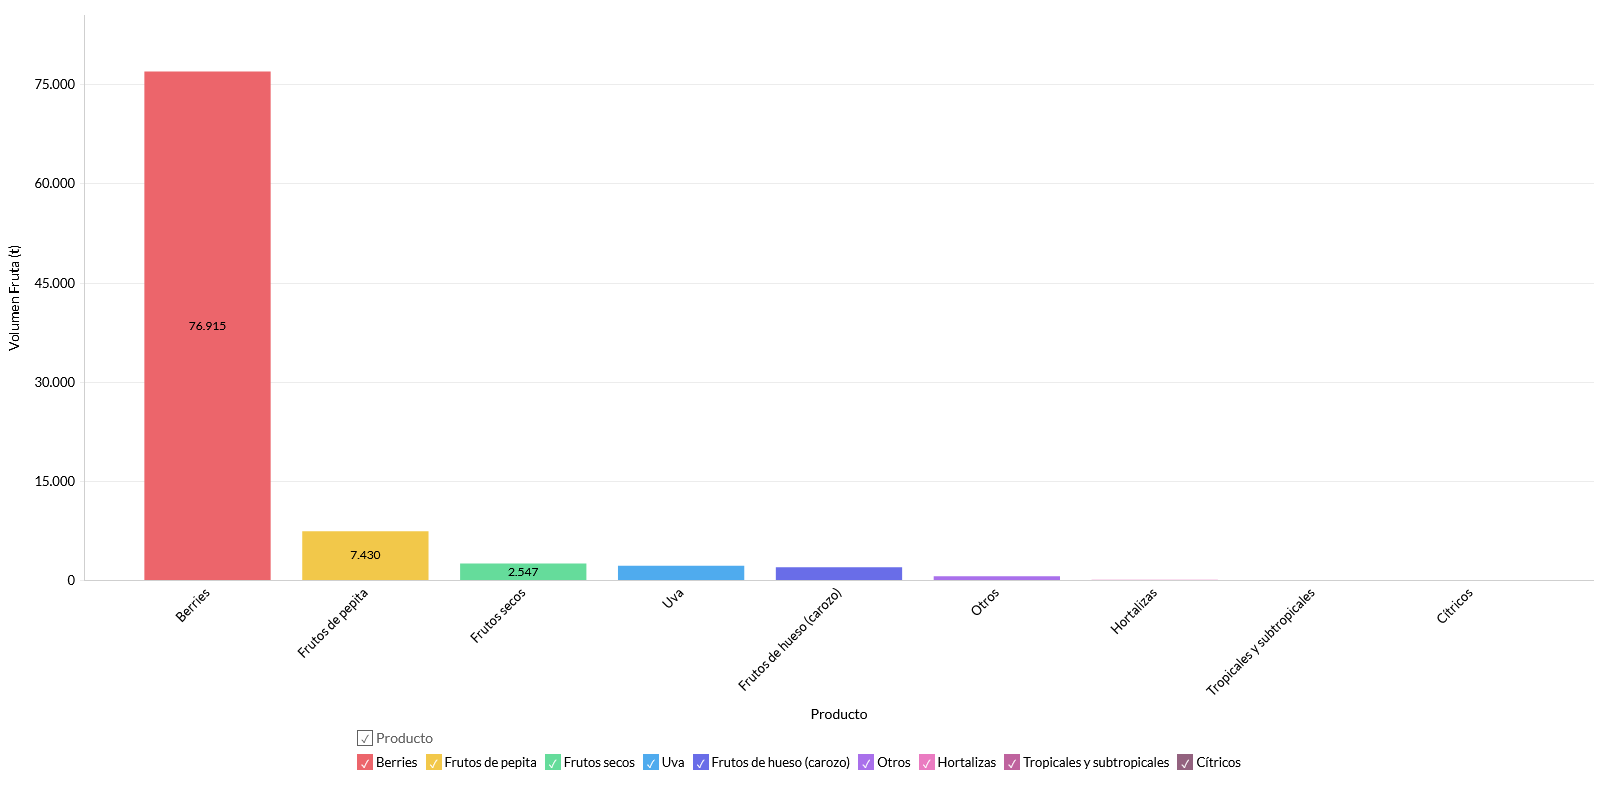 Volumen Fruta (t)
75.000
60.000
45.000
30.000
15.000
0
76.915
7.430
2.547
Berries
Frutos de pepita
Frutos secos
Uva
Frutos de hueso (carozo)
Otros
Hortalizas
Tropicales y subtropicales
Cítricos
Producto
Producto
Berries Frutos de pepita Frutos secos Uva Frutos de hueso (carozo) Otros Hortalizas Tropicales y subtropicales Cítricos